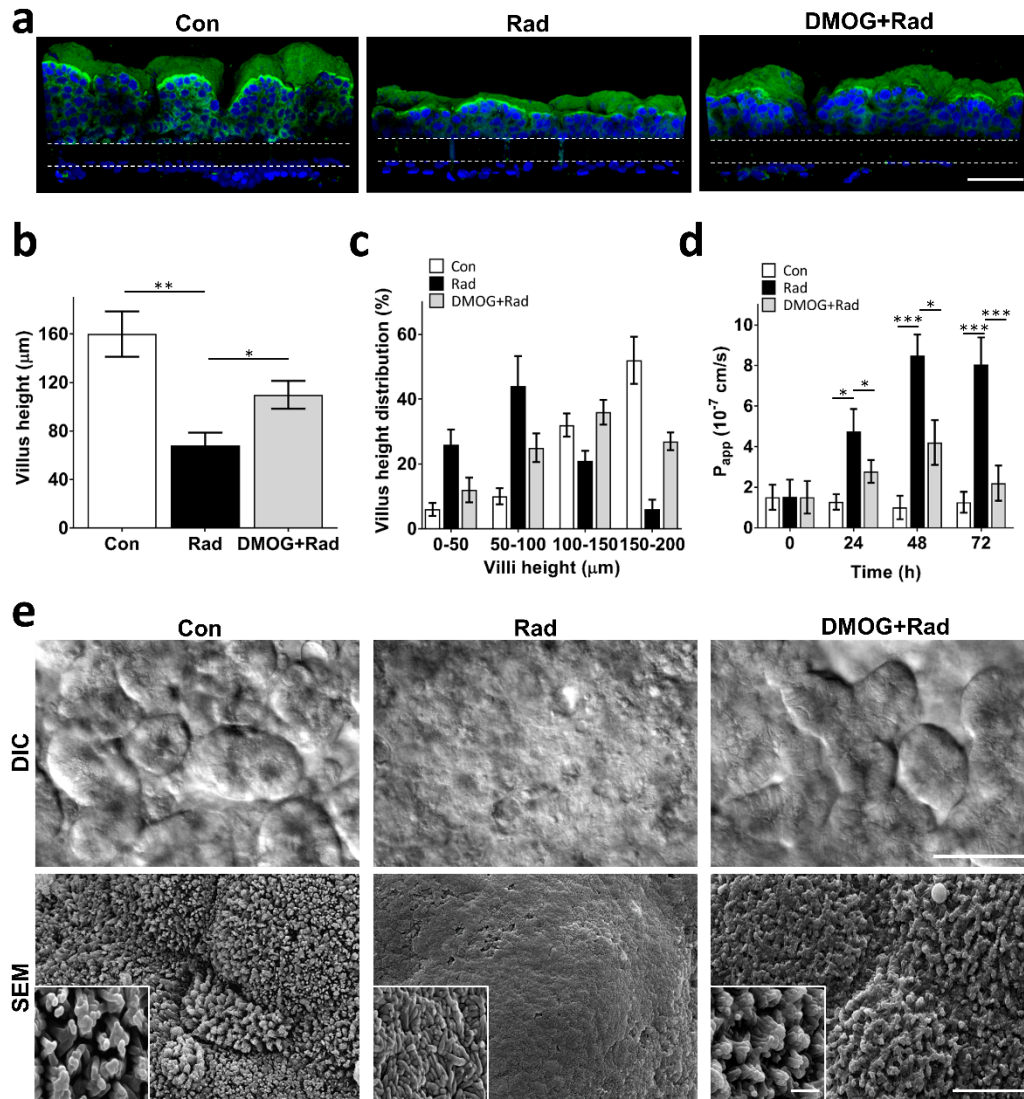 a
Con
Rad
DMOG+Rad
b
Villus height (μm)
160
120
80
40
0
**
*
Con
Rad
DMOG+Rad
c
Con
Rad
DMOG+Rad
Villus height distribution (%)
60
40
20
0
0-50
50-100
100-150
150-200
Villi height (μm)
d
Con
Rad
DMOG+Rad
Papp (10⁻⁷ cm/s)
10
8
6
4
2
0
*
*
***
*
***
***
0
24
48
72
Time (h)
e
Con
Rad
DMOG+Rad
DIC
SEM